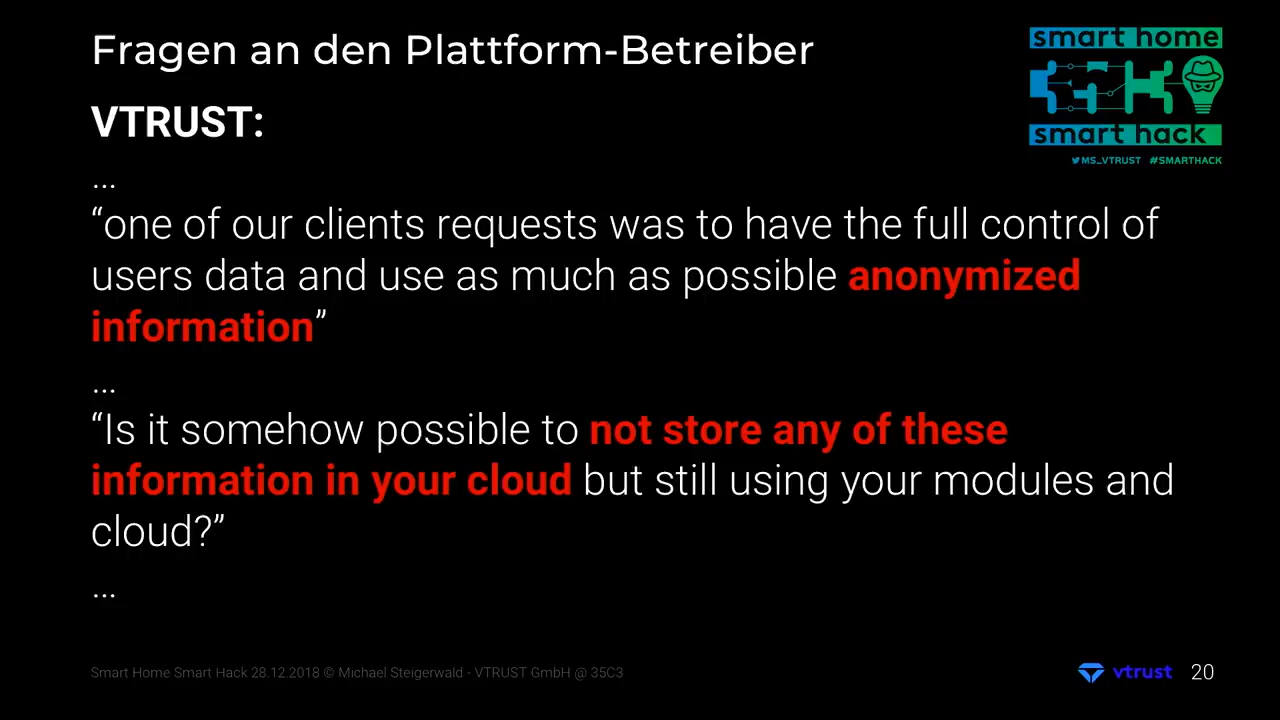 Fragen an den Plattform-Betreiber
smart home
smart hack
MS_VTRUST #SMARTHACK
VTRUST:
...
“one of our clients requests was to have the full control of
users data and use as much as possible anonymized
information”
...
“Is it somehow possible to not store any of these
information in your cloud but still using your modules and
cloud?”
...
Smart Home Smart Hack 28.12.2018 © Michael Steigerwald - VTRUST GmbH @ 35C3
vtrust 20